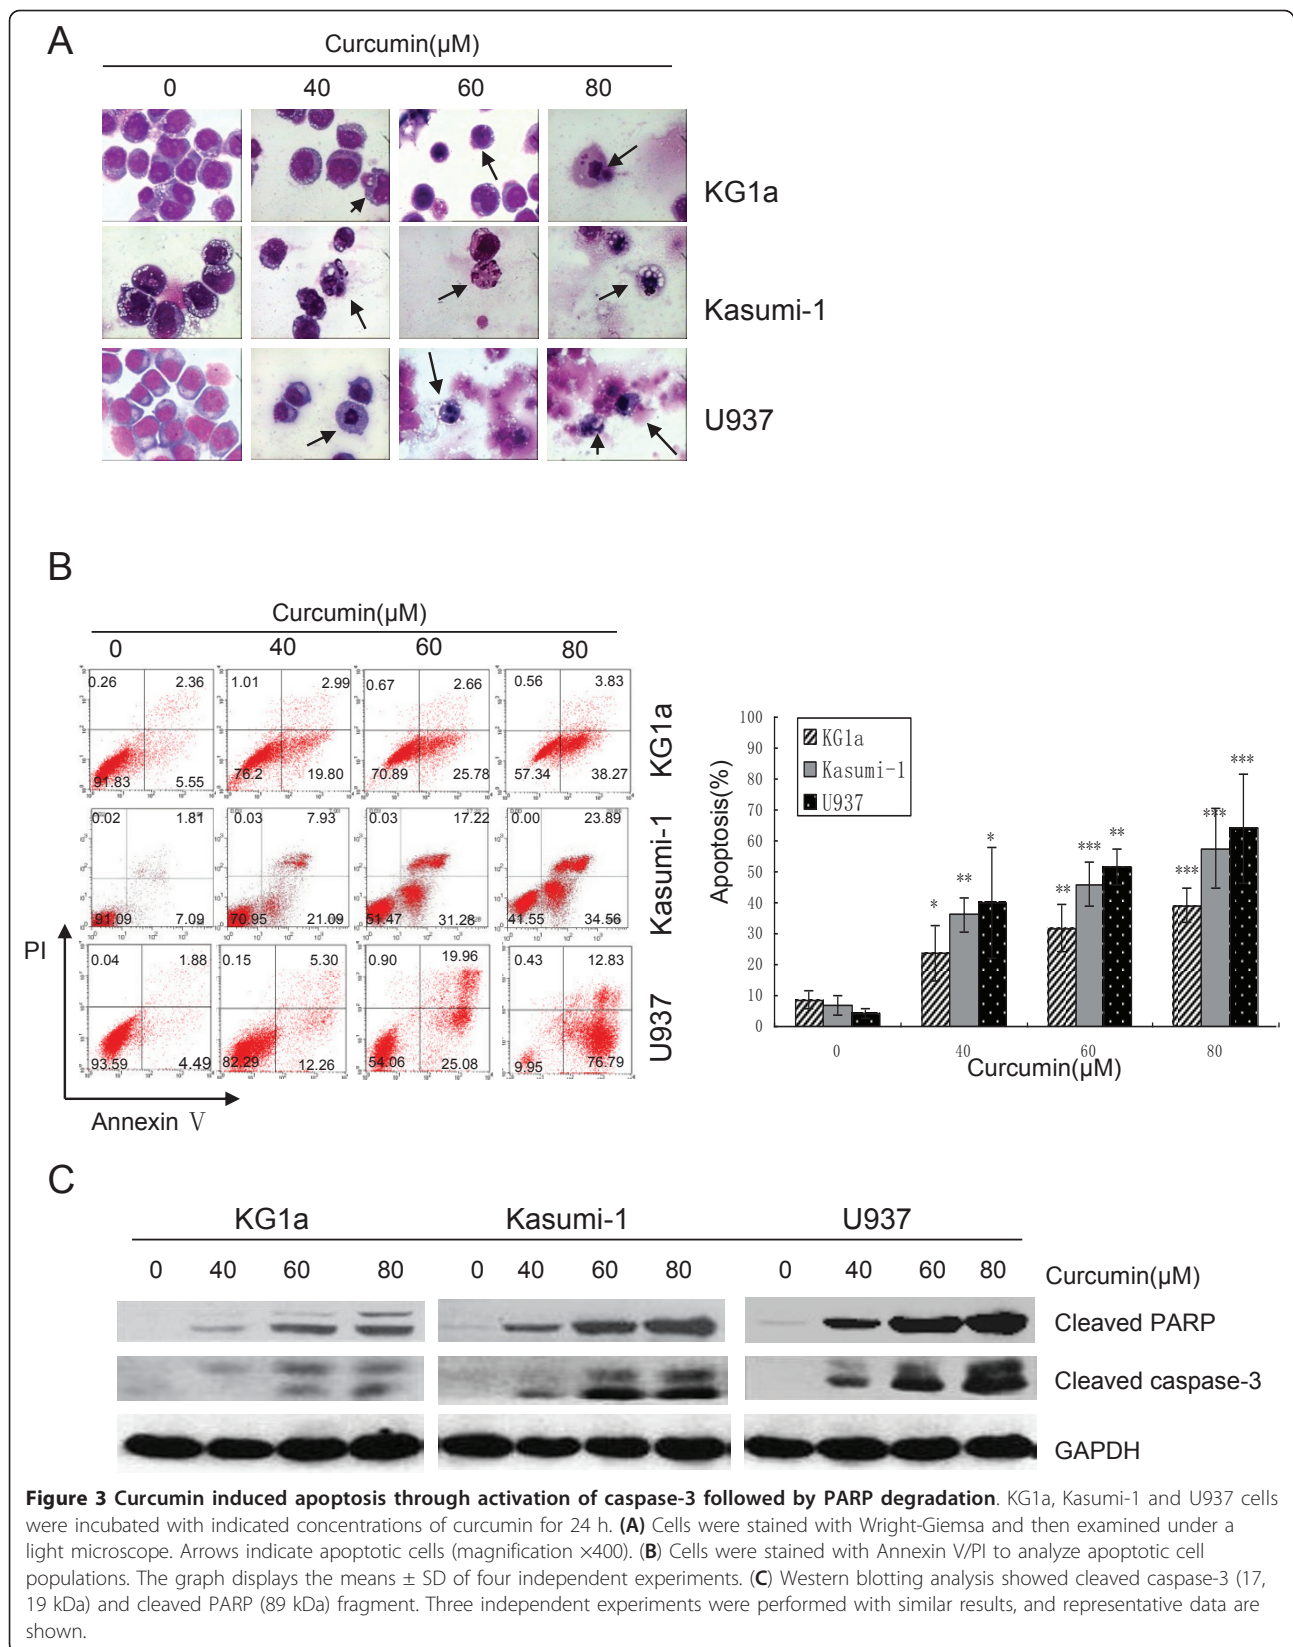 A
Curcumin(µM)
0 40 60 80
KG1a
Kasumi-1
U937
B
Curcumin(µM)
0 40 60 80
0.26 2.36 1.01 2.99 0.67 2.66 0.56 3.83
91.83 5.55 76.2 19.80 70.89 25.78 57.34 38.27
KG1a
0.02 1.81 0.03 7.93 0.03 17.22 0.00 23.89
91.09 7.09 70.95 21.09 51.47 31.28 41.55 34.56
Kasumi-1
0.04 1.88 0.15 5.30 0.90 19.96 0.43 12.83
93.59 4.49 82.29 12.26 54.06 25.08 9.95 76.79
U937
PI
Annexin V
Apoptosis(%)
100
90
80
70
60
50
40
30
20
10
0
KG1a
Kasumi-1
U937
* ** *
** *** **
*** *** ***
0 40 60 80
Curcumin(µM)
C
KG1a Kasumi-1 U937
0 40 60 80 0 40 60 80 0 40 60 80 Curcumin(µM)
Cleaved PARP
Cleaved caspase-3
GAPDH
Figure 3 Curcumin induced apoptosis through activation of caspase-3 followed by PARP degradation. KG1a, Kasumi-1 and U937 cells
were incubated with indicated concentrations of curcumin for 24 h. (A) Cells were stained with Wright-Giemsa and then examined under a
light microscope. Arrows indicate apoptotic cells (magnification ×400). (B) Cells were stained with Annexin V/PI to analyze apoptotic cell
populations. The graph displays the means ± SD of four independent experiments. (C) Western blotting analysis showed cleaved caspase-3 (17,
19 kDa) and cleaved PARP (89 kDa) fragment. Three independent experiments were performed with similar results, and representative data are
shown.